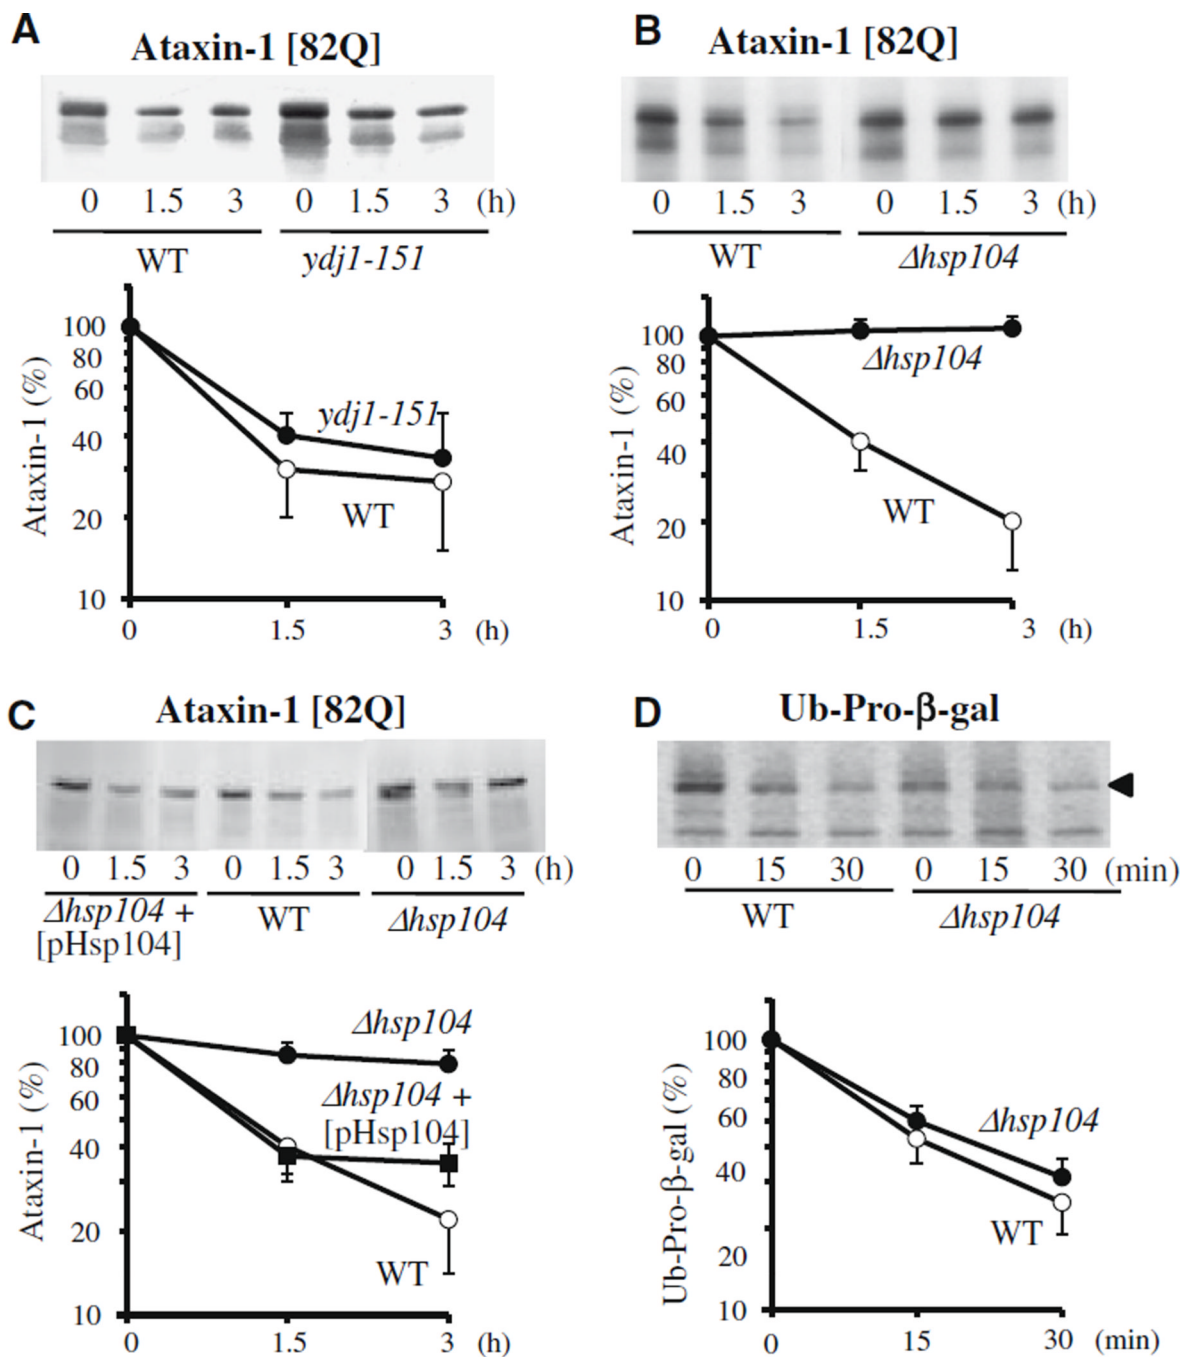 A
Ataxin-1 [82Q]
0 1.5 3 0 1.5 3 (h)
WT ydj1-151
100
80
60
40
20
10
Ataxin-1 (%)
ydj1-151
WT
0 1.5 3 (h)
B
Ataxin-1 [82Q]
0 1.5 3 0 1.5 3 (h)
WT Δhsp104
100
80
60
40
20
10
Ataxin-1 (%)
Δhsp104
WT
0 1.5 3 (h)
C
Ataxin-1 [82Q]
0 1.5 3 0 1.5 3 0 1.5 3 (h)
Δhsp104 + WT Δhsp104
[pHsp104]
100
80
60
40
20
10
Ataxin-1 (%)
Δhsp104
Δhsp104 +
[pHsp104]
WT
0 1.5 3 (h)
D
Ub-Pro-β-gal
0 15 30 0 15 30 (min)
WT Δhsp104
100
80
60
40
20
10
Ub-Pro-β-gal (%)
Δhsp104
WT
0 15 30 (min)